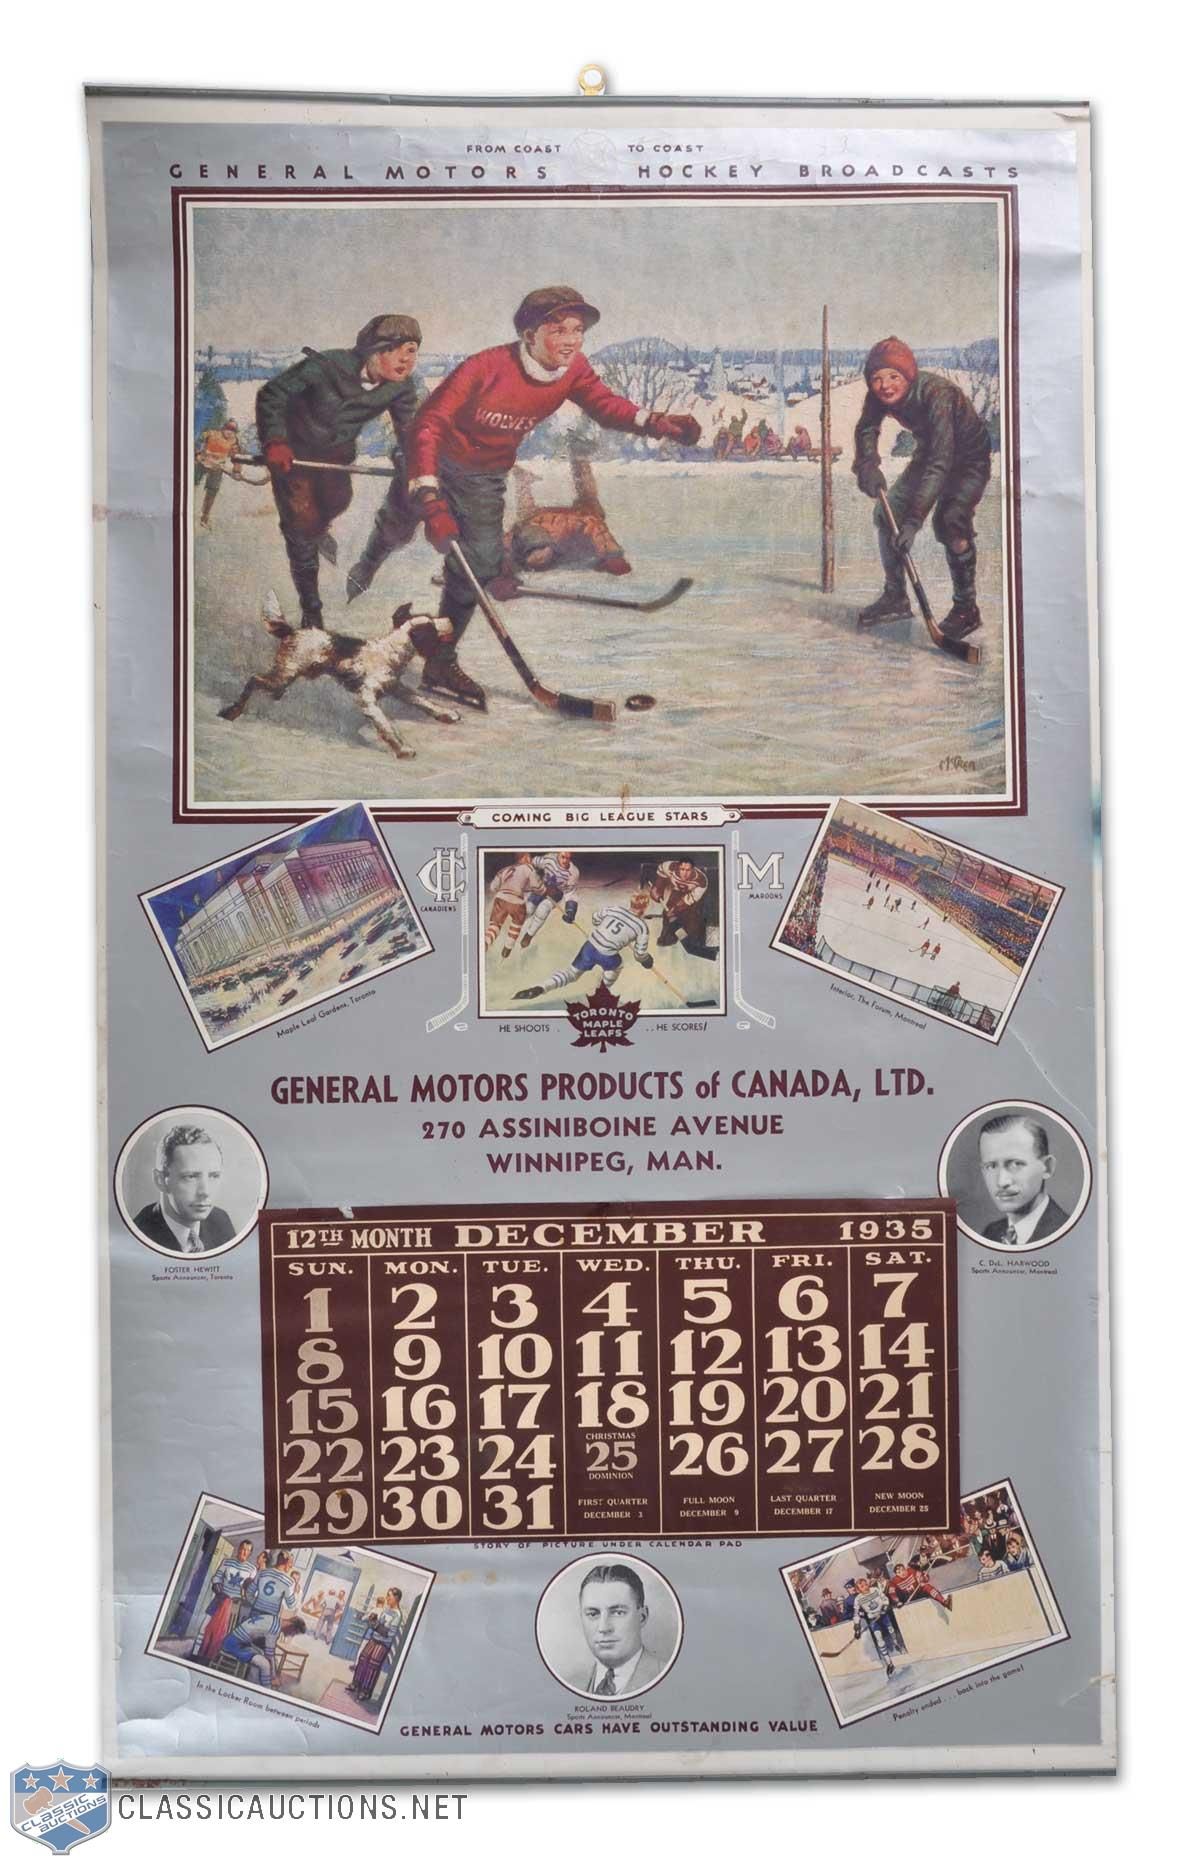 FROM COAST TO COAST
GENERAL MOTORS HOCKEY BROADCASTS
WOLVES
COMING BIG LEAGUE STARS
CANADIENS
M
MAROONS
15
Maple Leaf Gardens, Toronto
Interior, The Forum, Montreal
HE SHOOTS . . . HE SCORES!
TORONTO
MAPLE
LEAFS
GENERAL MOTORS PRODUCTS of CANADA, LTD.
270 ASSINIBOINE AVENUE
WINNIPEG, MAN.
FOSTER HEWITT
Sports Announcer, Toronto
C. DeL. HARWOOD
Sports Announcer, Montreal
12TH MONTH DECEMBER 1935
SUN. MON. TUE. WED. THU. FRI. SAT.
1 2 3 4 5 6 7
8 9 10 11 12 13 14
15 16 17 18 19 20 21
22 23 24 CHRISTMAS 25 DOMINION 26 27 28
29 30 31
FIRST QUARTER DECEMBER 3
FULL MOON DECEMBER 9
LAST QUARTER DECEMBER 17
NEW MOON DECEMBER 25
STORY OF PICTURE UNDER CALENDAR PAD
6
In the Locker Room between periods
Penalty ended . . . back into the game!
ROLAND BEAUDRY
Sports Announcer, Montreal
GENERAL MOTORS CARS HAVE OUTSTANDING VALUE
CLASSIC
AUCTIONS
CLASSICAUCTIONS.NET